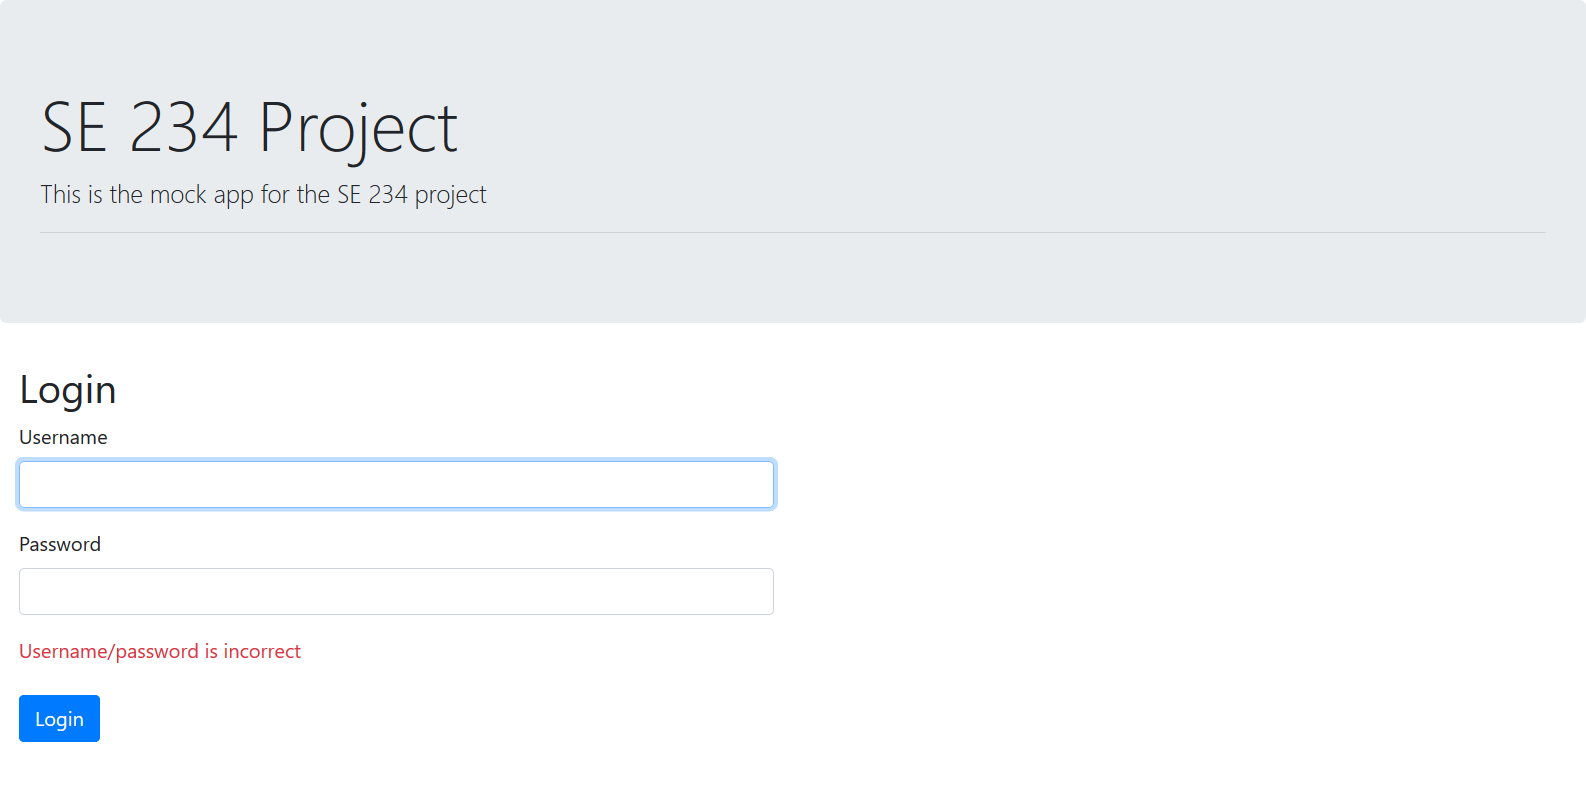 SE 234 Project
This is the mock app for the SE 234 project
Login
Username
Password
Username/password is incorrect
Login